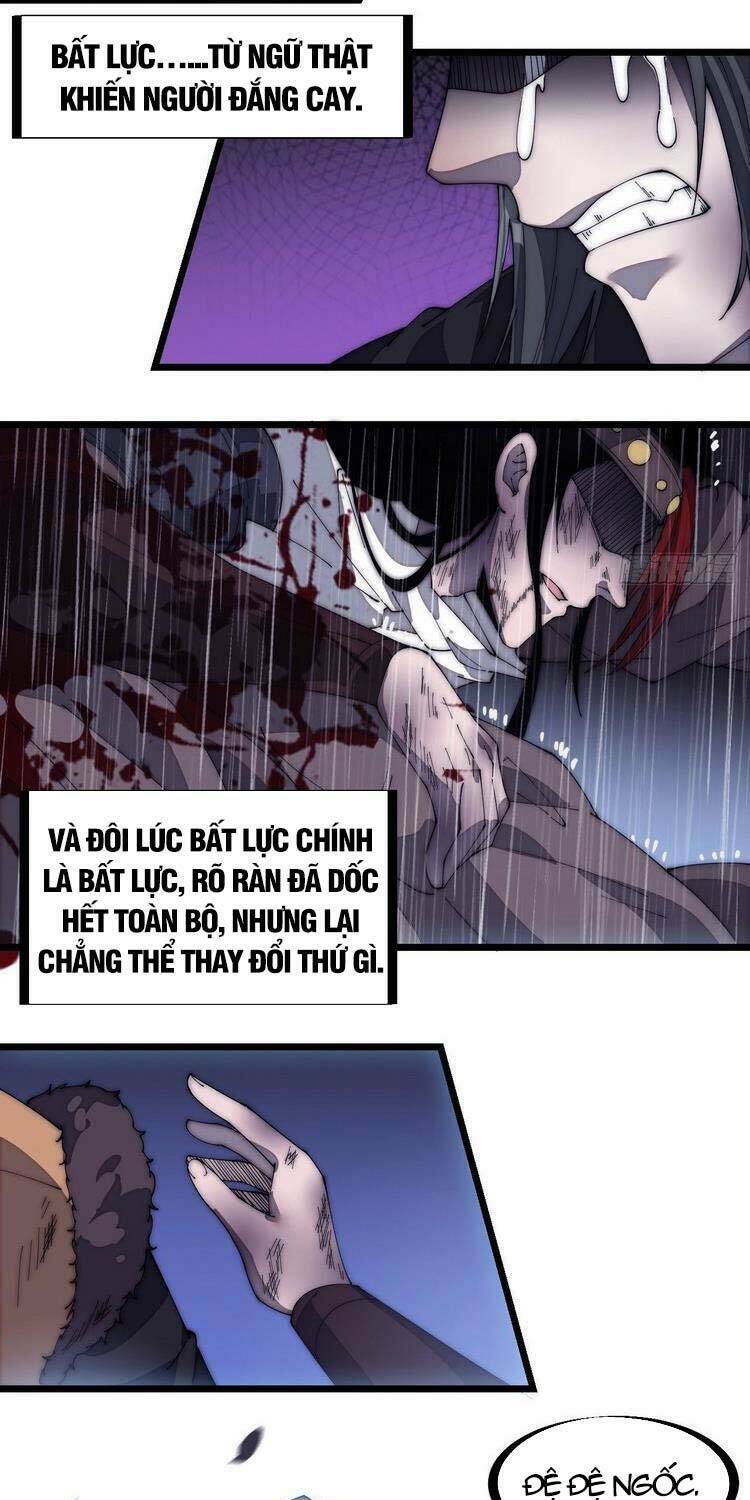 BẤT LỰC…...TỪ NGỮ THẬT
KHIẾN NGƯỜI ĐẮNG CAY.
VÀ ĐÔI LÚC BẤT LỰC CHÍNH
LÀ BẤT LỰC, RÕ RÀN ĐÃ DỐC
HẾT TOÀN BỘ, NHƯNG LẠI
CHẲNG THỂ THAY ĐỔI THỨ GÌ.
ĐỆ ĐỆ NGỐC,